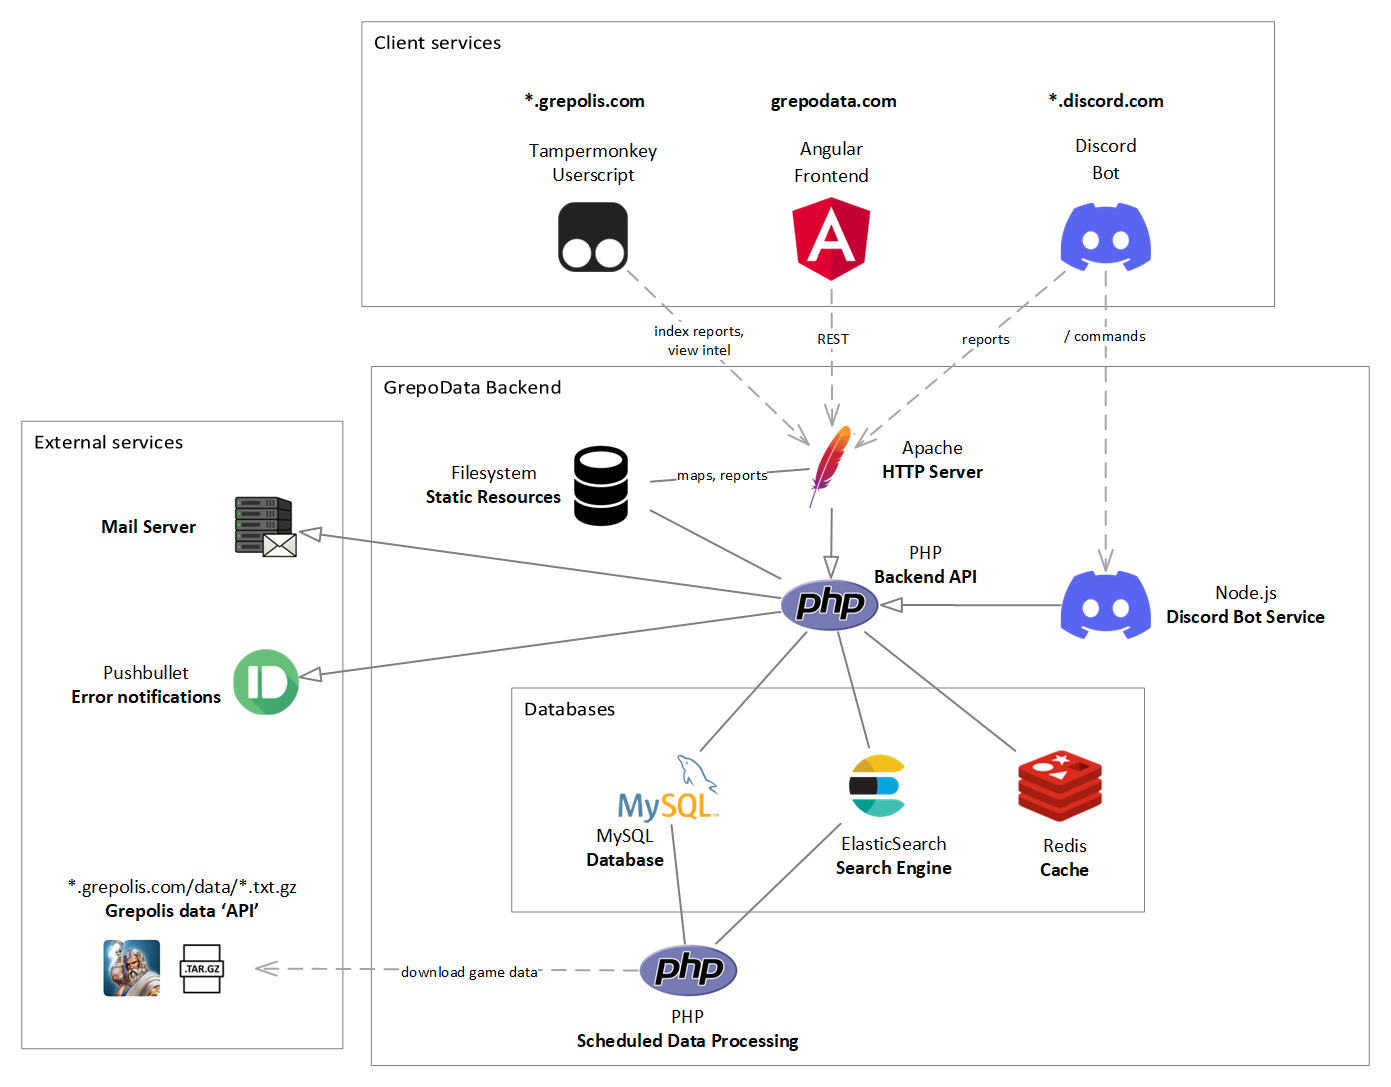 Client services
*.grepolis.com
grepodata.com
*.discord.com
Tampermonkey
Userscript
Angular
Frontend
Discord
Bot
index reports,
view intel
REST
reports
/ commands
GrepoData Backend
External services
Filesystem
Static Resources
maps, reports
Apache
HTTP Server
Mail Server
PHP
Backend API
php
Node.js
Discord Bot Service
Pushbullet
Error notifications
Databases
MySQL™
MySQL
Database
ElasticSearch
Search Engine
Redis
Cache
*.grepolis.com/data/*.txt.gz
Grepolis data ‘API’
.TAR.GZ
download game data
php
PHP
Scheduled Data Processing